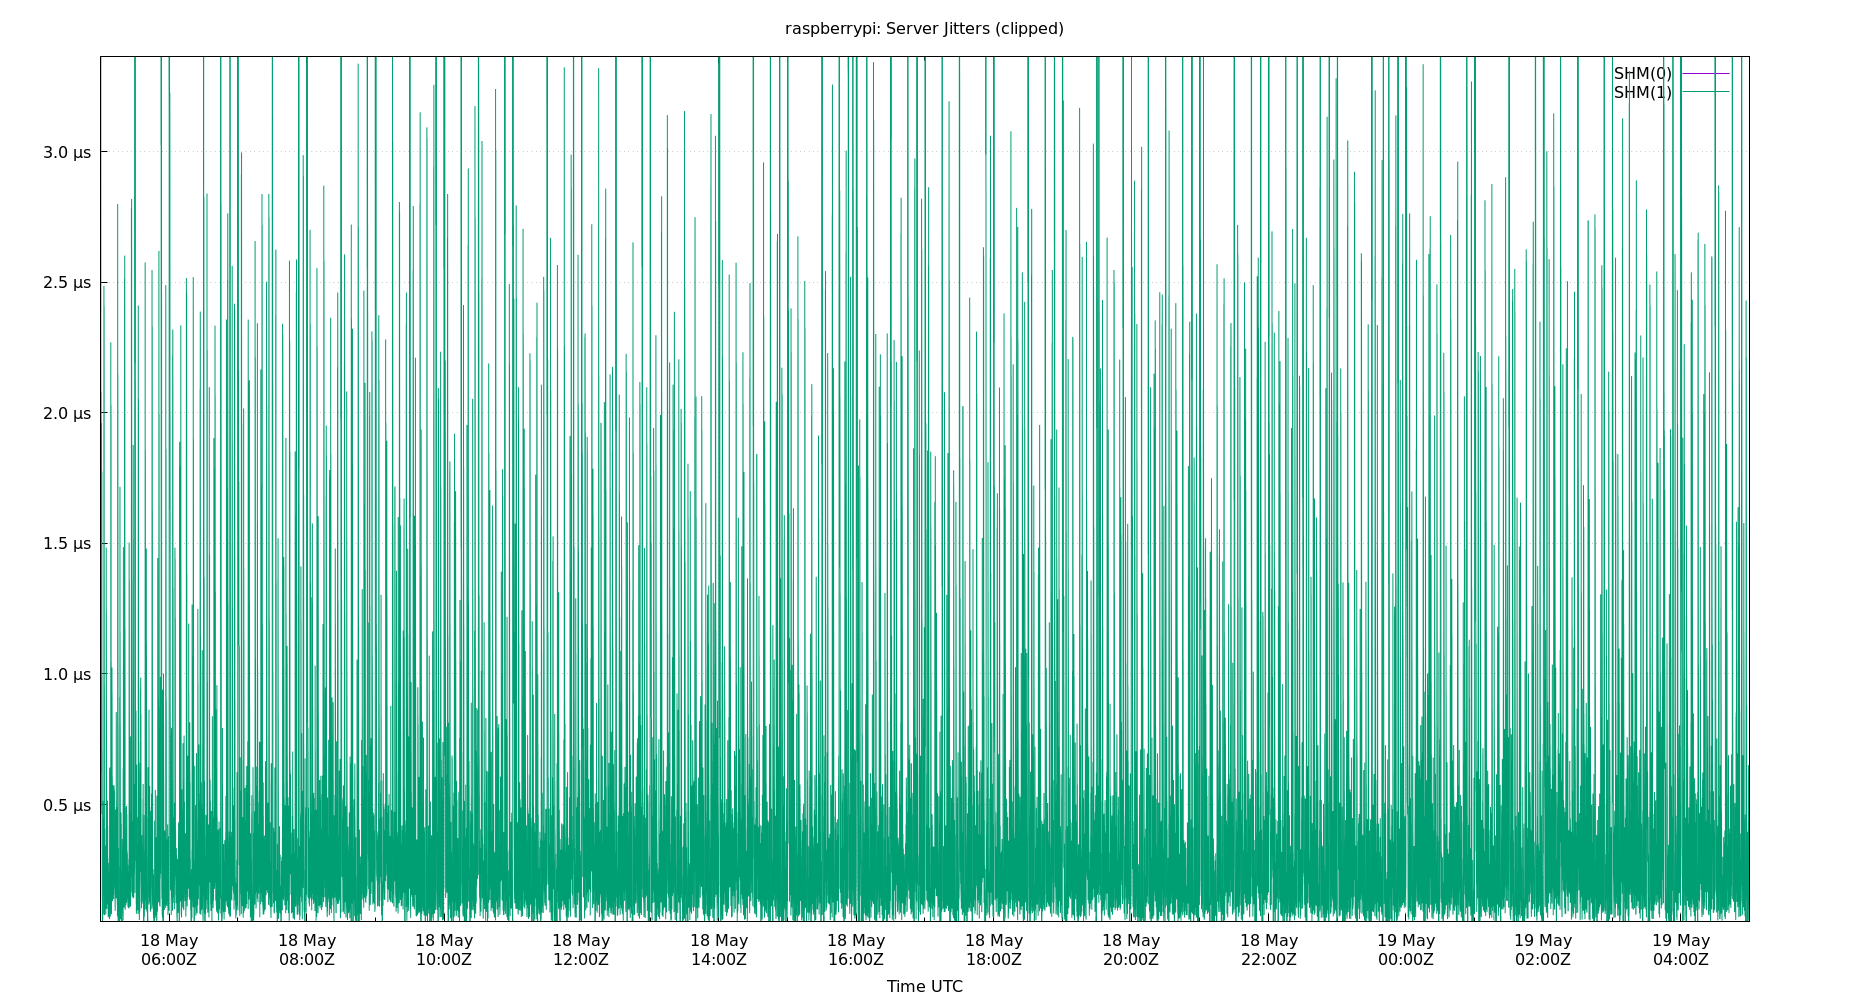 raspberrypi: Server Jitters (clipped)
SHM(0)
SHM(1)
3.0 µs
2.5 µs
2.0 µs
1.5 µs
1.0 µs
0.5 µs
18 May 18 May 18 May 18 May 18 May 18 May 18 May 18 May 18 May 19 May 19 May 19 May
06:00Z 08:00Z 10:00Z 12:00Z 14:00Z 16:00Z 18:00Z 20:00Z 22:00Z 00:00Z 02:00Z 04:00Z
Time UTC